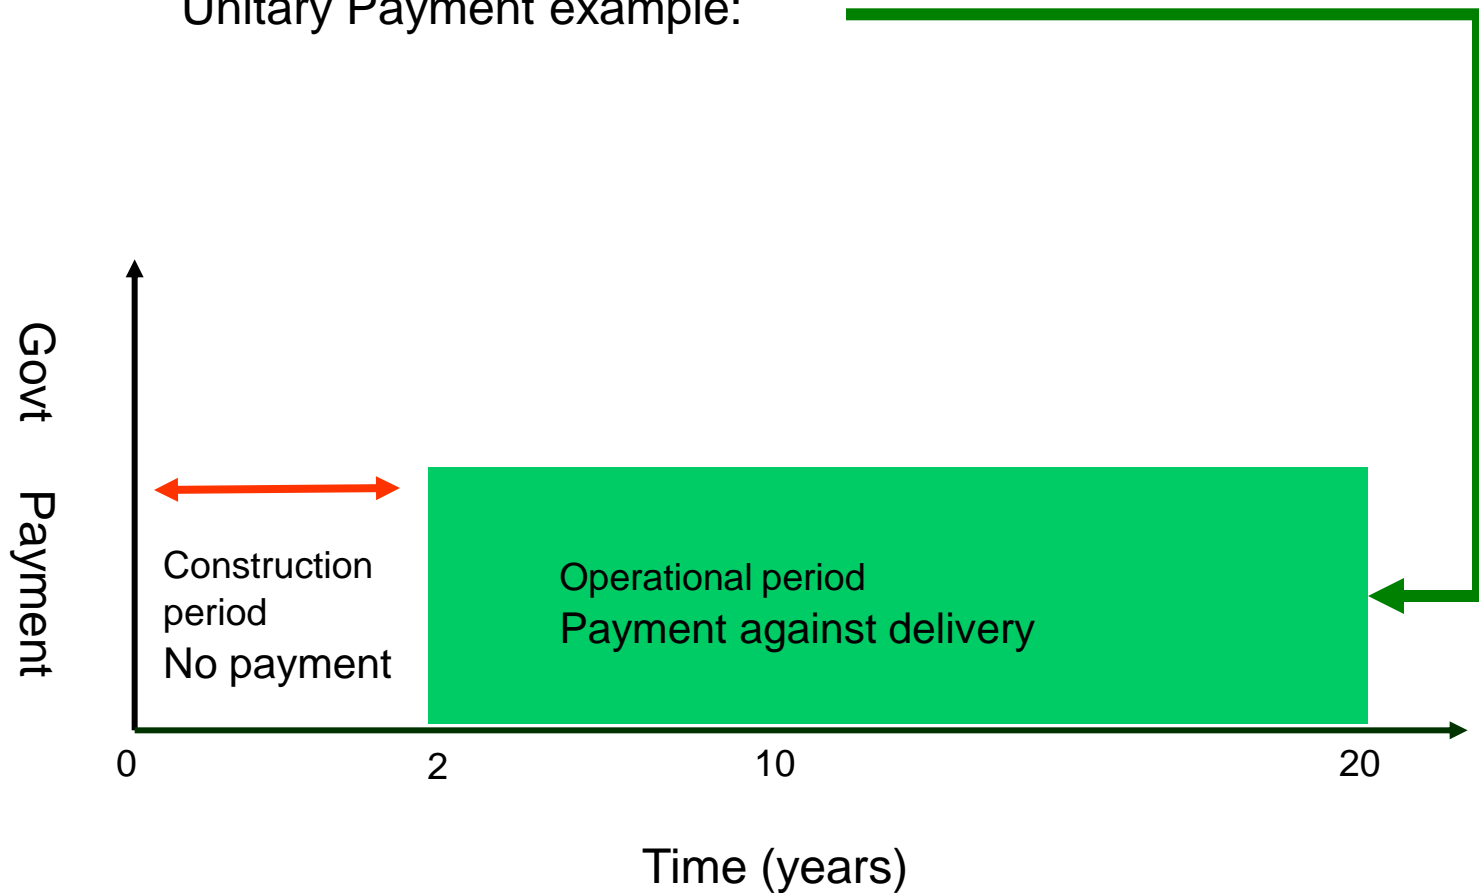 Unitary Payment example:
Govt Payment
Construction
period
No payment
Operational period
Payment against delivery
0
2
10
20
Time (years)